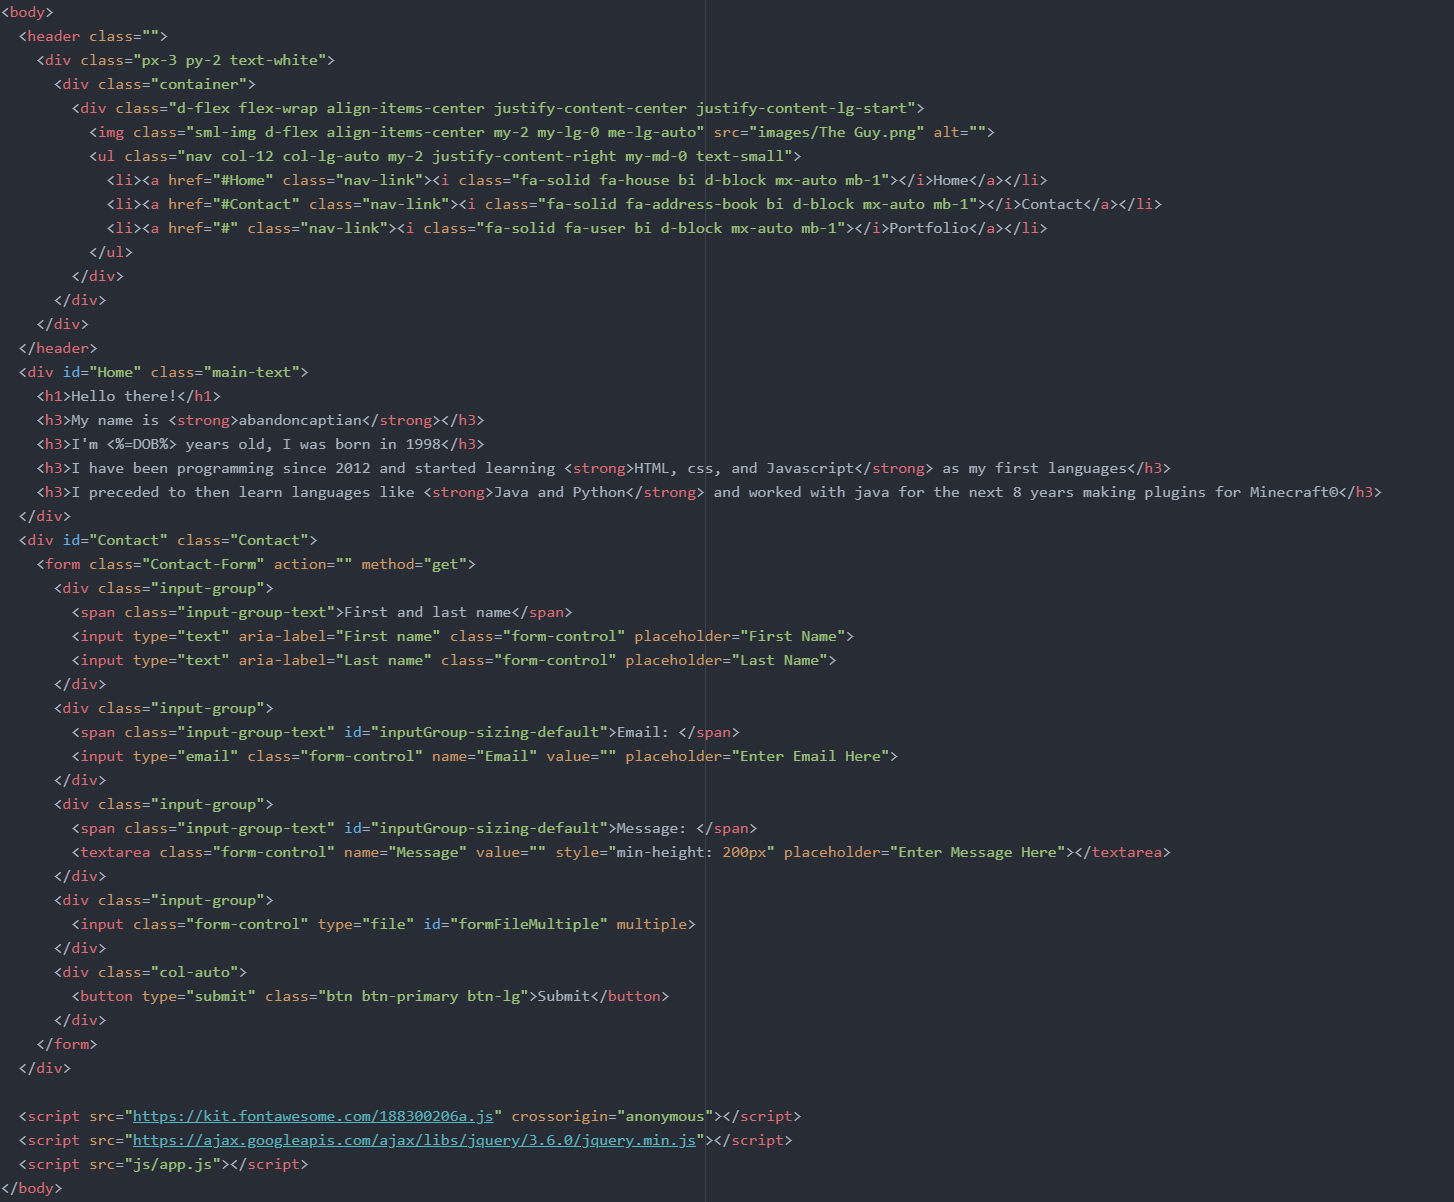 <body>
  <header class="">
    <div class="px-3 py-2 text-white">
      <div class="container">
        <div class="d-flex flex-wrap align-items-center justify-content-center justify-content-lg-start">
          <img class="sml-img d-flex align-items-center my-2 my-lg-0 me-lg-auto" src="images/The Guy.png" alt="">
          <ul class="nav col-12 col-lg-auto my-2 justify-content-right my-md-0 text-small">
            <li><a href="#Home" class="nav-link"><i class="fa-solid fa-house bi d-block mx-auto mb-1"></i>Home</a></li>
            <li><a href="#Contact" class="nav-link"><i class="fa-solid fa-address-book bi d-block mx-auto mb-1"></i>Contact</a></li>
            <li><a href="#" class="nav-link"><i class="fa-solid fa-user bi d-block mx-auto mb-1"></i>Portfolio</a></li>
          </ul>
        </div>
      </div>
    </div>
  </header>
  <div id="Home" class="main-text">
    <h1>Hello there!</h1>
    <h3>My name is <strong>abandoncaptian</strong></h3>
    <h3>I'm <%=DOB%> years old, I was born in 1998</h3>
    <h3>I have been programming since 2012 and started learning <strong>HTML, css, and Javascript</strong> as my first languages</h3>
    <h3>I preceded to then learn languages like <strong>Java and Python</strong> and worked with java for the next 8 years making plugins for Minecraft©</h3>
  </div>
  <div id="Contact" class="Contact">
    <form class="Contact-Form" action="" method="get">
      <div class="input-group">
        <span class="input-group-text">First and last name</span>
        <input type="text" aria-label="First name" class="form-control" placeholder="First Name">
        <input type="text" aria-label="Last name" class="form-control" placeholder="Last Name">
      </div>
      <div class="input-group">
        <span class="input-group-text" id="inputGroup-sizing-default">Email: </span>
        <input type="email" class="form-control" name="Email" value="" placeholder="Enter Email Here">
      </div>
      <div class="input-group">
        <span class="input-group-text" id="inputGroup-sizing-default">Message: </span>
        <textarea class="form-control" name="Message" value="" style="min-height: 200px" placeholder="Enter Message Here"></textarea>
      </div>
      <div class="input-group">
        <input class="form-control" type="file" id="formFileMultiple" multiple>
      </div>
      <div class="col-auto">
        <button type="submit" class="btn btn-primary btn-lg">Submit</button>
      </div>
    </form>
  </div>

  <script src="https://kit.fontawesome.com/188300206a.js" crossorigin="anonymous"></script>
  <script src="https://ajax.googleapis.com/ajax/libs/jquery/3.6.0/jquery.min.js"></script>
  <script src="js/app.js"></script>
</body>